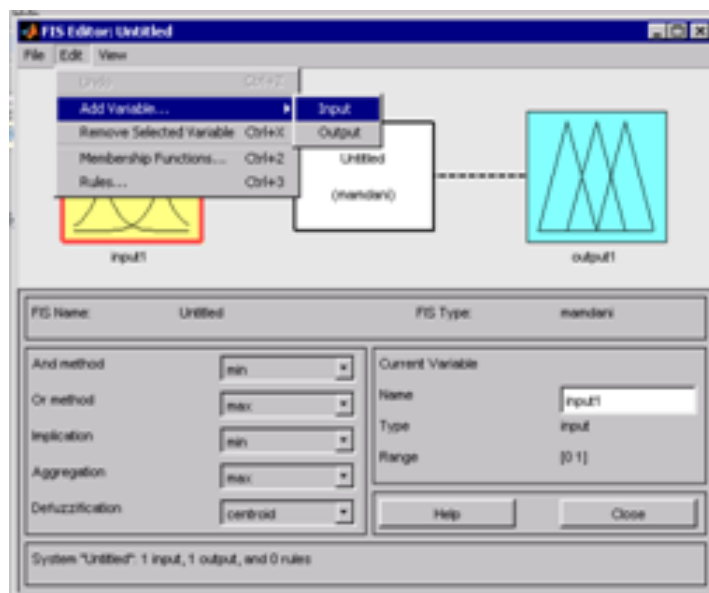 FIS Editor: Untitled
File Edit View
Undo Ctrl+Z
Add Variable... Input
Remove Selected Variable Ctrl+X Output
Membership Functions... Ctrl+2
Rules... Ctrl+3
Untitled
(mamdani)
input1
output1
FIS Name: Untitled FIS Type: mamdani
And method min
Or method max
Implication min
Aggregation max
Defuzzification centroid
Current Variable
Name input1
Type input
Range [0 1]
Help Close
System "Untitled": 1 input, 1 output, and 0 rules